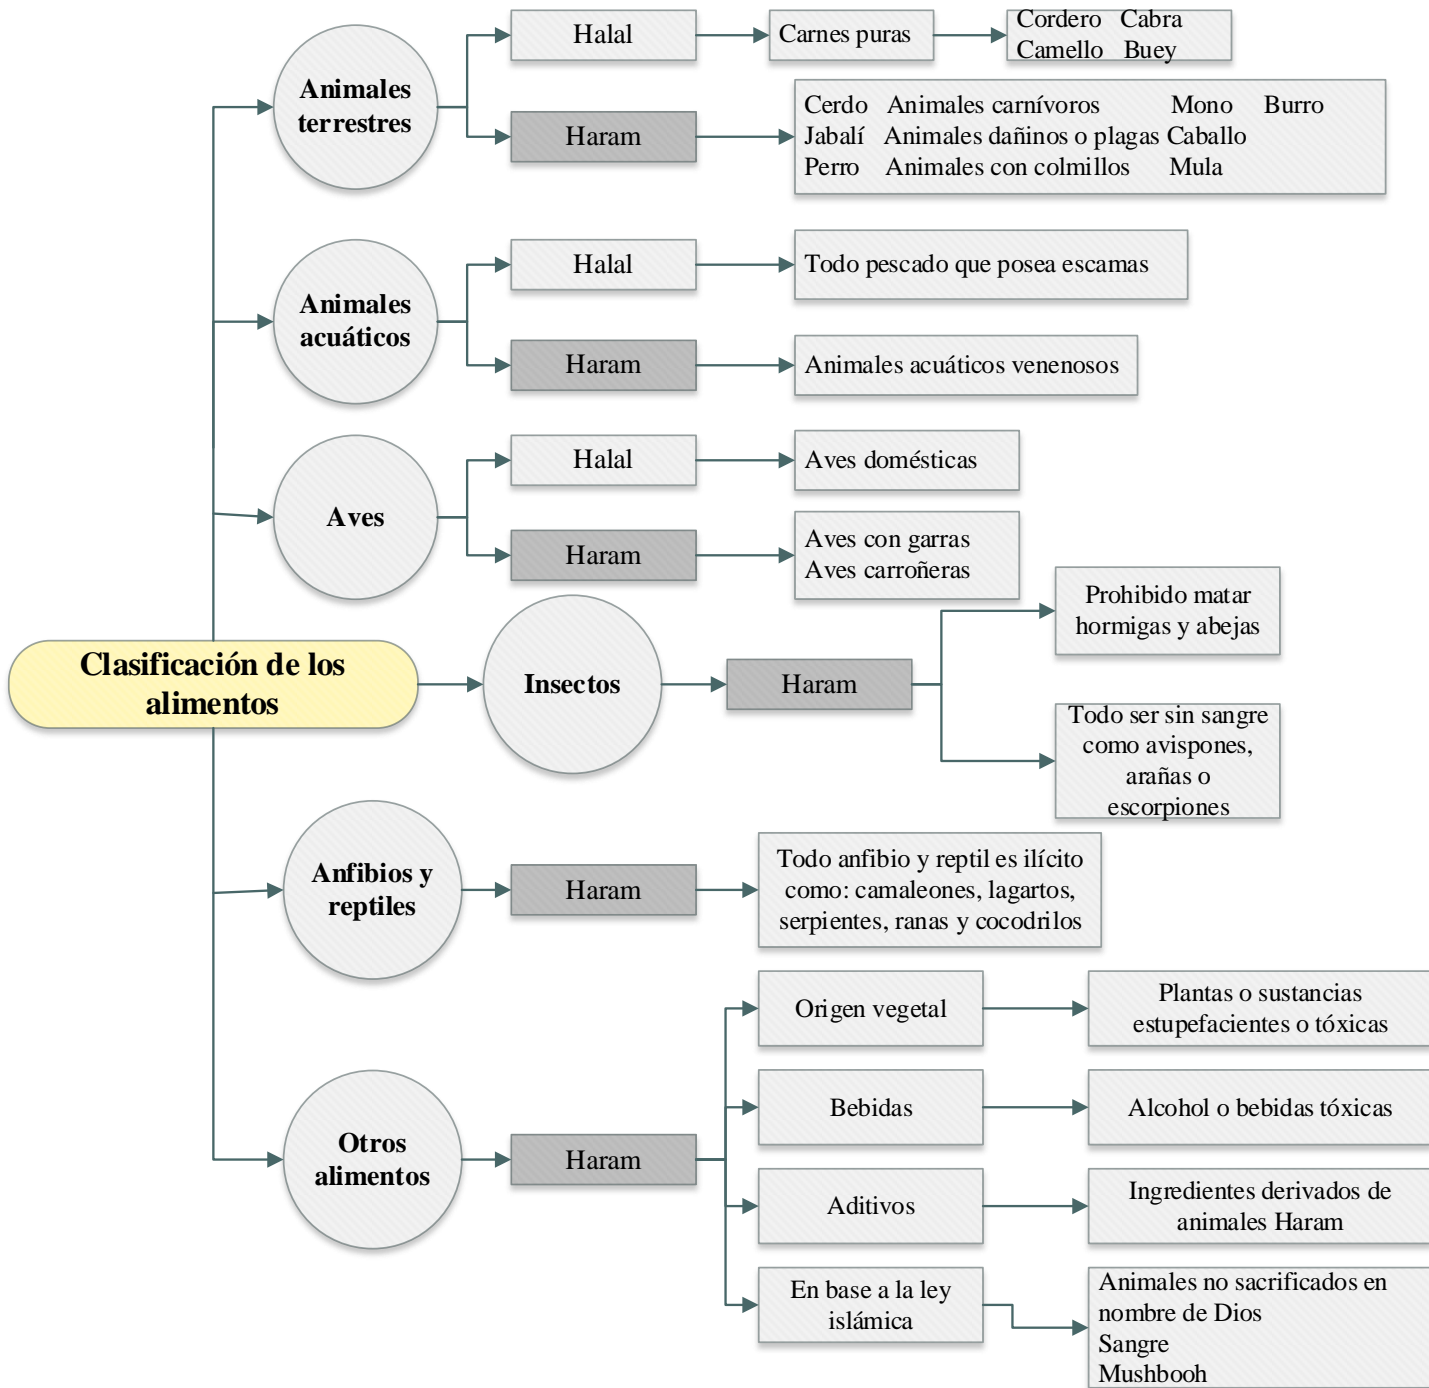 Animales
terrestres
Halal
Carnes puras
Cordero Cabra
Camello Buey
Haram
Cerdo Animales carnívoros Mono Burro
Jabalí Animales dañinos o plagas Caballo
Perro Animales con colmillos Mula
Animales
acuáticos
Halal
Todo pescado que posea escamas
Haram
Animales acuáticos venenosos
Aves
Halal
Aves domésticas
Haram
Aves con garras
Aves carroñeras
Clasificación de los
alimentos
Insectos
Haram
Prohibido matar
hormigas y abejas
Todo ser sin sangre
como avispones,
arañas o
escorpiones
Anfibios y
reptiles
Haram
Todo anfibio y reptil es ilícito
como: camaleones, lagartos,
serpientes, ranas y cocodrilos
Otros
alimentos
Haram
Origen vegetal
Plantas o sustancias
estupefacientes o tóxicas
Bebidas
Alcohol o bebidas tóxicas
Aditivos
Ingredientes derivados de
animales Haram
En base a la ley
islámica
Animales no sacrificados en
nombre de Dios
Sangre
Mushbooh